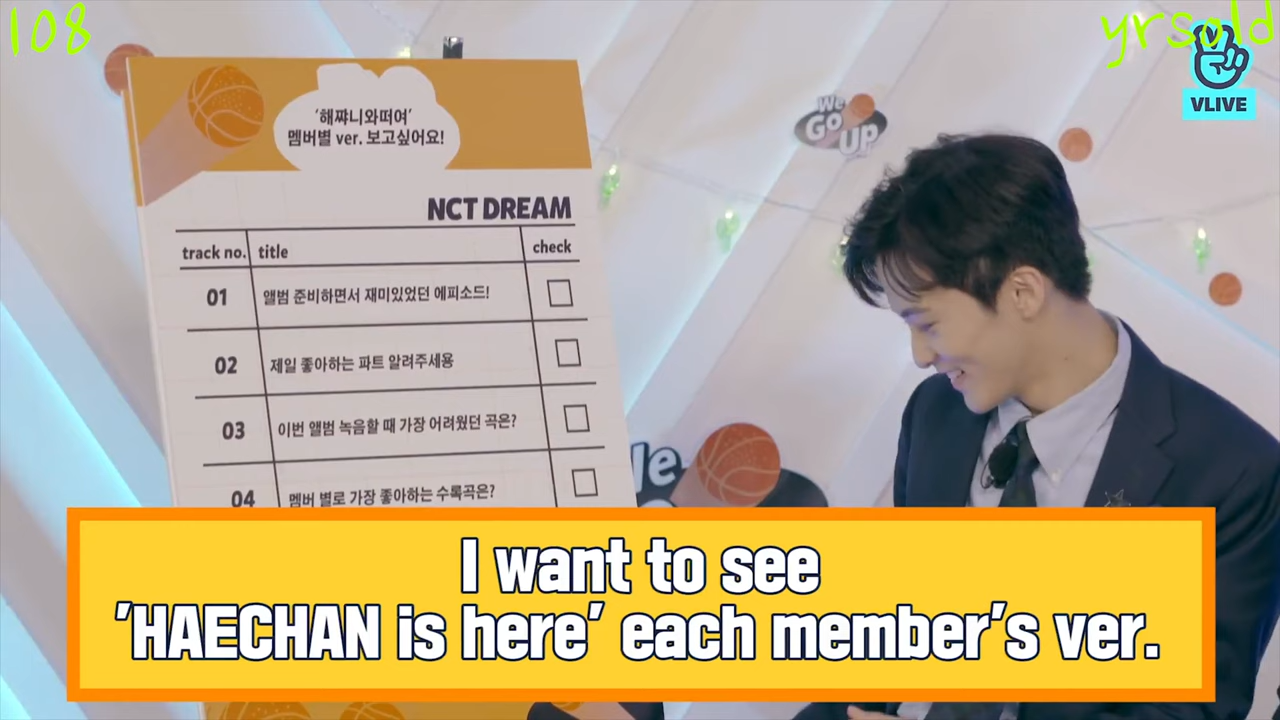 108
yrsold
VLIVE
'해쨔니와떠여'
멤버별 ver. 보고싶어요!
We
Go
UP
NCT DREAM
track no. title check
01 앨범 준비하면서 재미있었던 에피소드!
02 제일 좋아하는 파트 알려주세용
03 이번 앨범 녹음할 때 가장 어려웠던 곡은?
04 멤버 별로 가장 좋아하는 수록곡은?
I want to see
'HAECHAN is here' each member's ver.